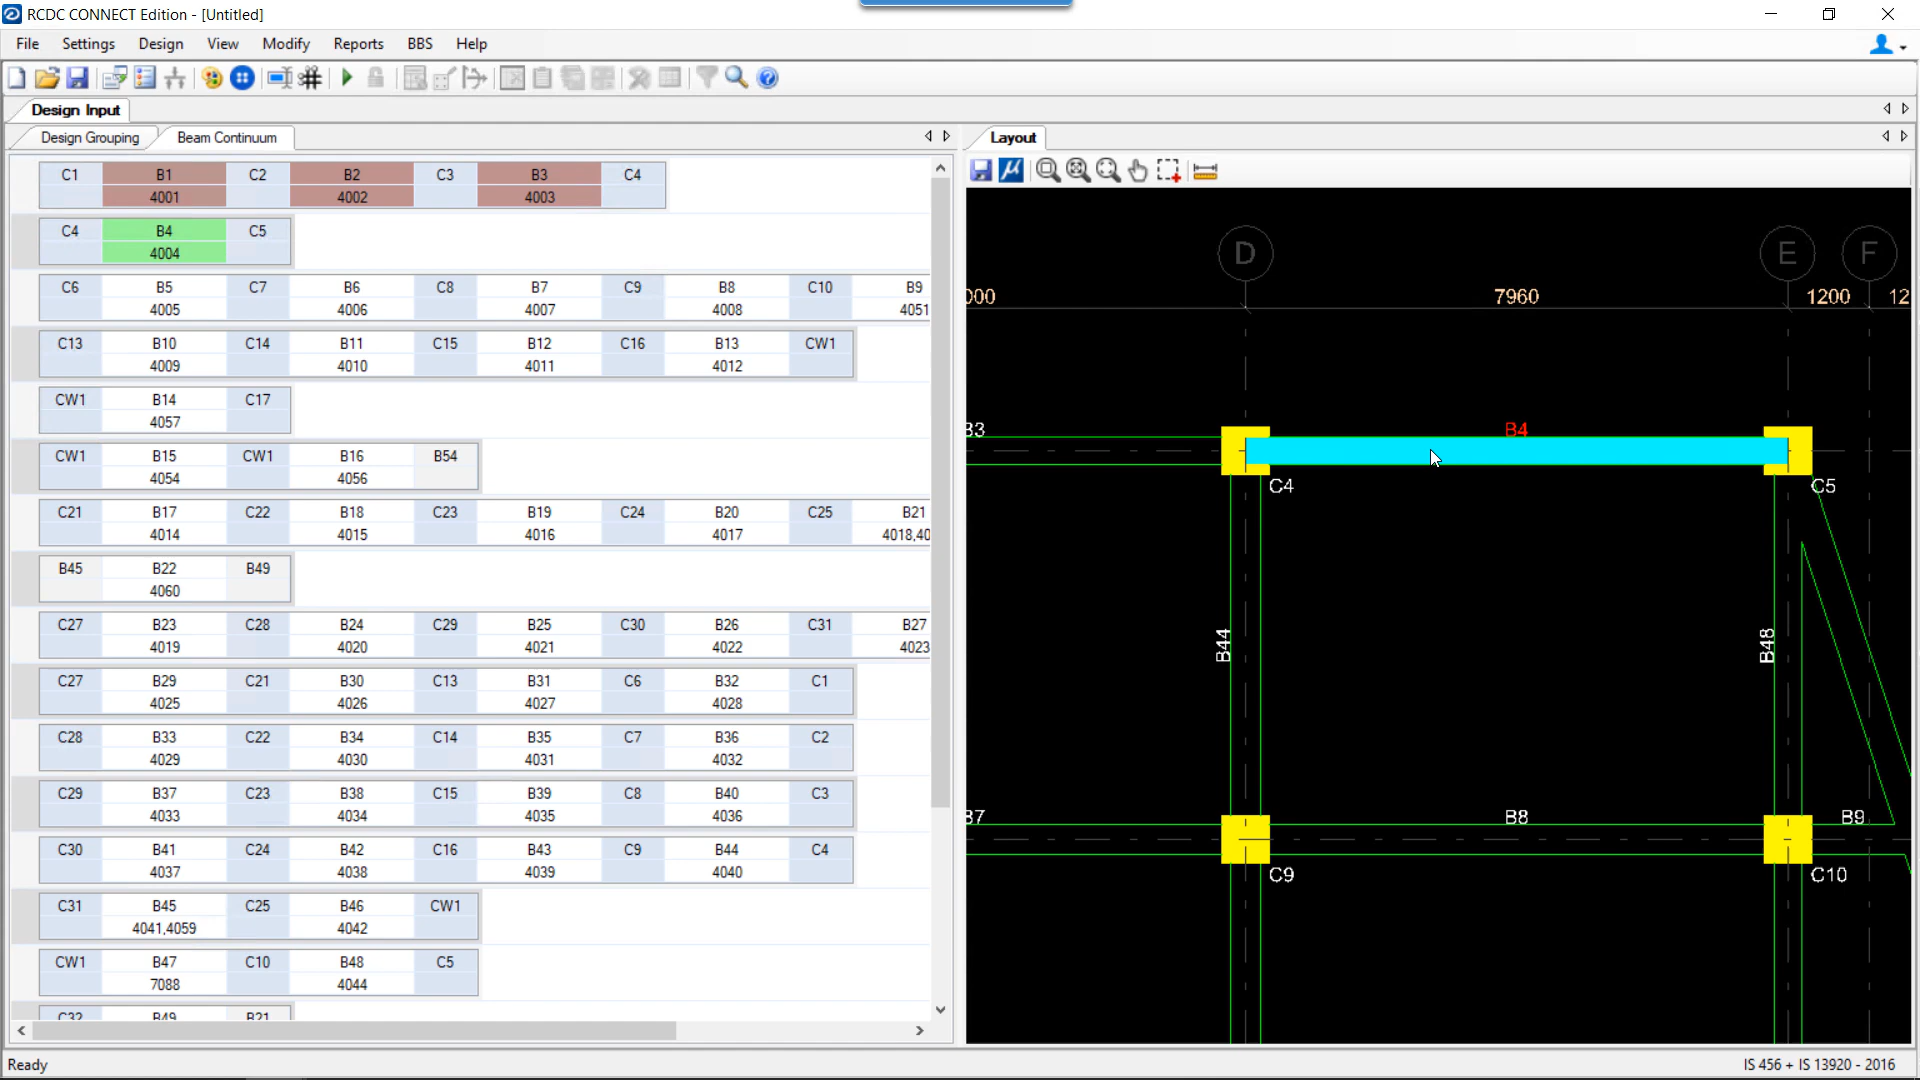 RCDC CONNECT Edition - [Untitled]
File Settings Design View Modify Reports BBS Help
Design Input
Design Grouping Beam Continuum
C1 B1 C2 B2 C3 B3 C4
4001 4002 4003
C4 B4 C5
4004
C6 B5 C7 B6 C8 B7 C9 B8 C10 B9
4005 4006 4007 4008 4051
C13 B10 C14 B11 C15 B12 C16 B13 CW1
4009 4010 4011 4012
CW1 B14 C17
4057
CW1 B15 CW1 B16 B54
4054 4056
C21 B17 C22 B18 C23 B19 C24 B20 C25 B21
4014 4015 4016 4017 4018,40
B45 B22 B49
4060
C27 B23 C28 B24 C29 B25 C30 B26 C31 B27
4019 4020 4021 4022 4023
C27 B29 C21 B30 C13 B31 C6 B32 C1
4025 4026 4027 4028
C28 B33 C22 B34 C14 B35 C7 B36 C2
4029 4030 4031 4032
C29 B37 C23 B38 C15 B39 C8 B40 C3
4033 4034 4035 4036
C30 B41 C24 B42 C16 B43 C9 B44 C4
4037 4038 4039 4040
C31 B45 C25 B46 CW1
4041,4059 4042
CW1 B47 C10 B48 C5
7088 4044
C32 B49 B21
Layout
D E F
000 7960 1200 12
B3 B4
C4 C5
B44 B48
B7 B8 B9
C9 C10
Ready IS 456 + IS 13920 - 2016